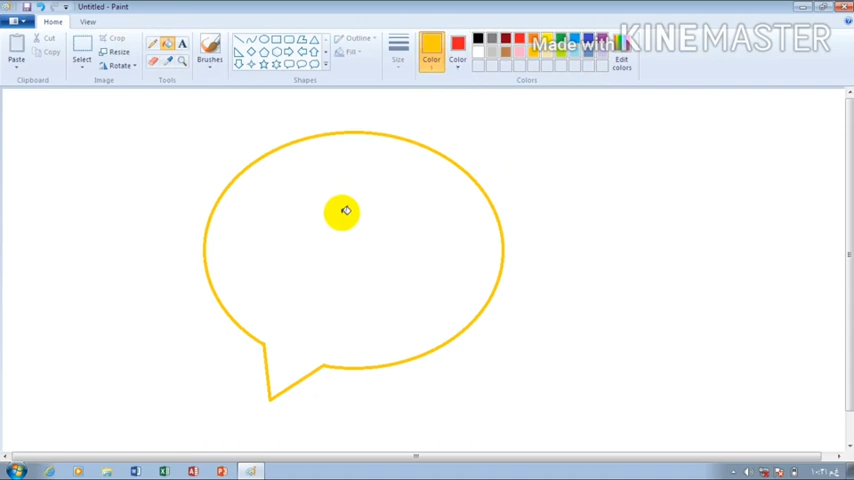 Untitled - Paint
Home View
Cut
Copy
Paste
Clipboard
Crop
Resize
Rotate
Select
Image
Tools
Brushes
Shapes
Outline
Fill
Size
Color 1
Color
Edit colors
Colors
Made with KINEMASTER